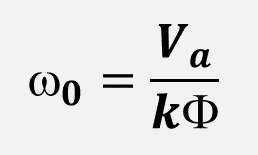 ω₀ = Vₐ / kΦ